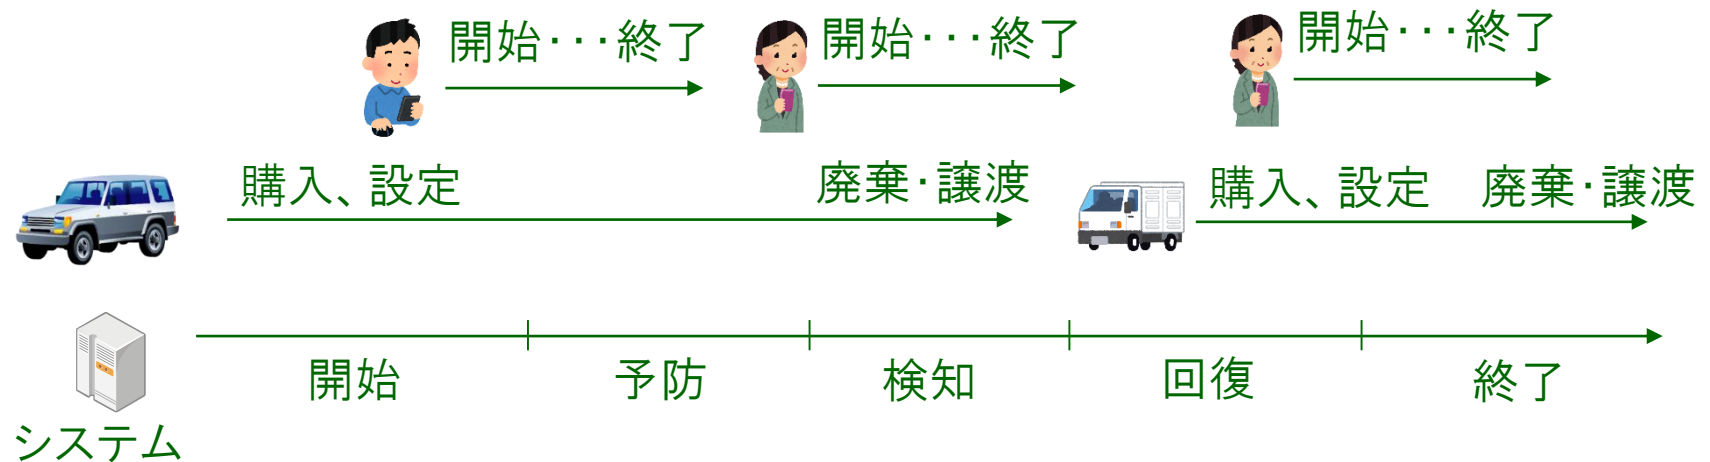 開始・・・終了
開始・・・終了
開始・・・終了
購入、設定
廃棄・譲渡
購入、設定
廃棄・譲渡
開始
予防
検知
回復
終了
システム